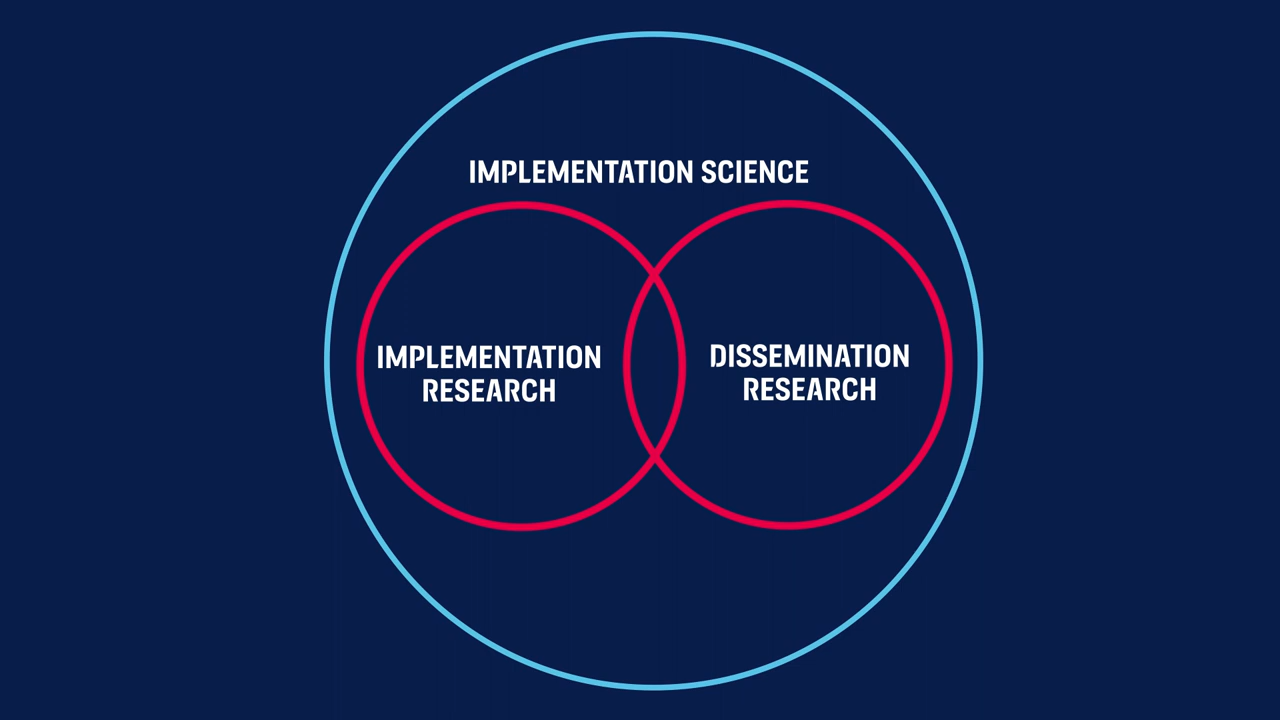 IMPLEMENTATION SCIENCE
IMPLEMENTATION
RESEARCH
DISSEMINATION
RESEARCH